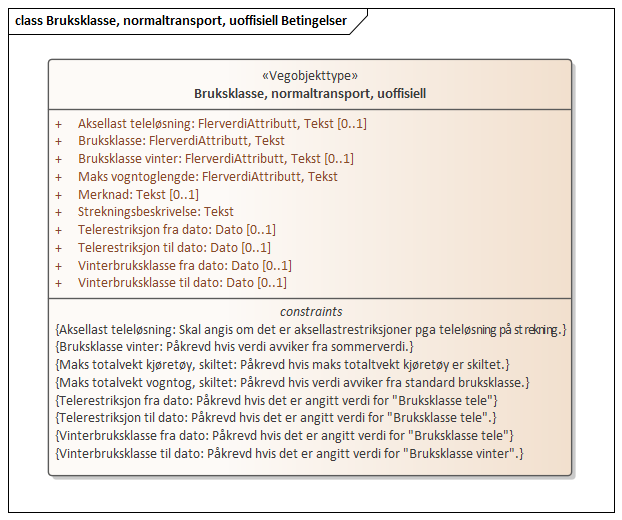 class Bruksklasse, normaltransport, uoffisiell Betingelser
«Vegobjekttype»
Bruksklasse, normaltransport, uoffisiell
+ Aksellast teleløsning: FlerverdiAttributt, Tekst [0..1]
+ Bruksklasse: FlerverdiAttributt, Tekst
+ Bruksklasse vinter: FlerverdiAttributt, Tekst [0..1]
+ Maks vogntoglengde: FlerverdiAttributt, Tekst
+ Merknad: Tekst [0..1]
+ Strekningsbeskrivelse: Tekst
+ Telerestriksjon fra dato: Dato [0..1]
+ Telerestriksjon til dato: Dato [0..1]
+ Vinterbruksklasse fra dato: Dato [0..1]
+ Vinterbruksklasse til dato: Dato [0..1]
constraints
{Aksellast teleløsning: Skal angis om det er aksellastrestriksjoner pga teleløsning på strekning.}
{Bruksklasse vinter: Påkrevd hvis verdi avviker fra sommerverdi.}
{Maks totalvekt kjøretøy, skiltet: Påkrevd hvis maks totaltvekt kjøretøy er skiltet.}
{Maks totalvekt vogntog, skiltet: Påkrevd hvis verdi avviker fra standard bruksklasse.}
{Telerestriksjon fra dato: Påkrevd hvis det er angitt verdi for "Bruksklasse tele"}
{Telerestriksjon til dato: Påkrevd hvis det er angitt verdi for "Bruksklasse tele".}
{Vinterbruksklasse fra dato: Påkrevd hvis det er angitt verdi for "Bruksklasse tele"}
{Vinterbruksklasse til dato: Påkrevd hvis det er angitt verdi for "Bruksklasse vinter".}